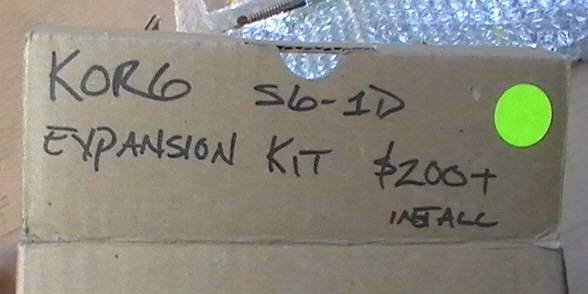 KORG SG-1D
EXPANSION KIT $200+
INSTALL